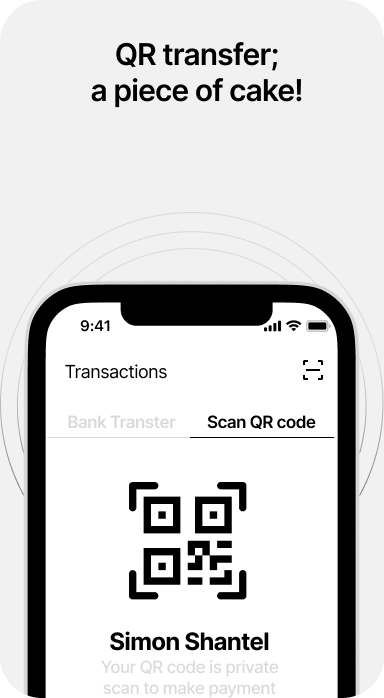 QR transfer;
a piece of cake!
9:41
Transactions
Bank Transter
Scan QR code
Simon Shantel
Your QR code is private
scan to make payment